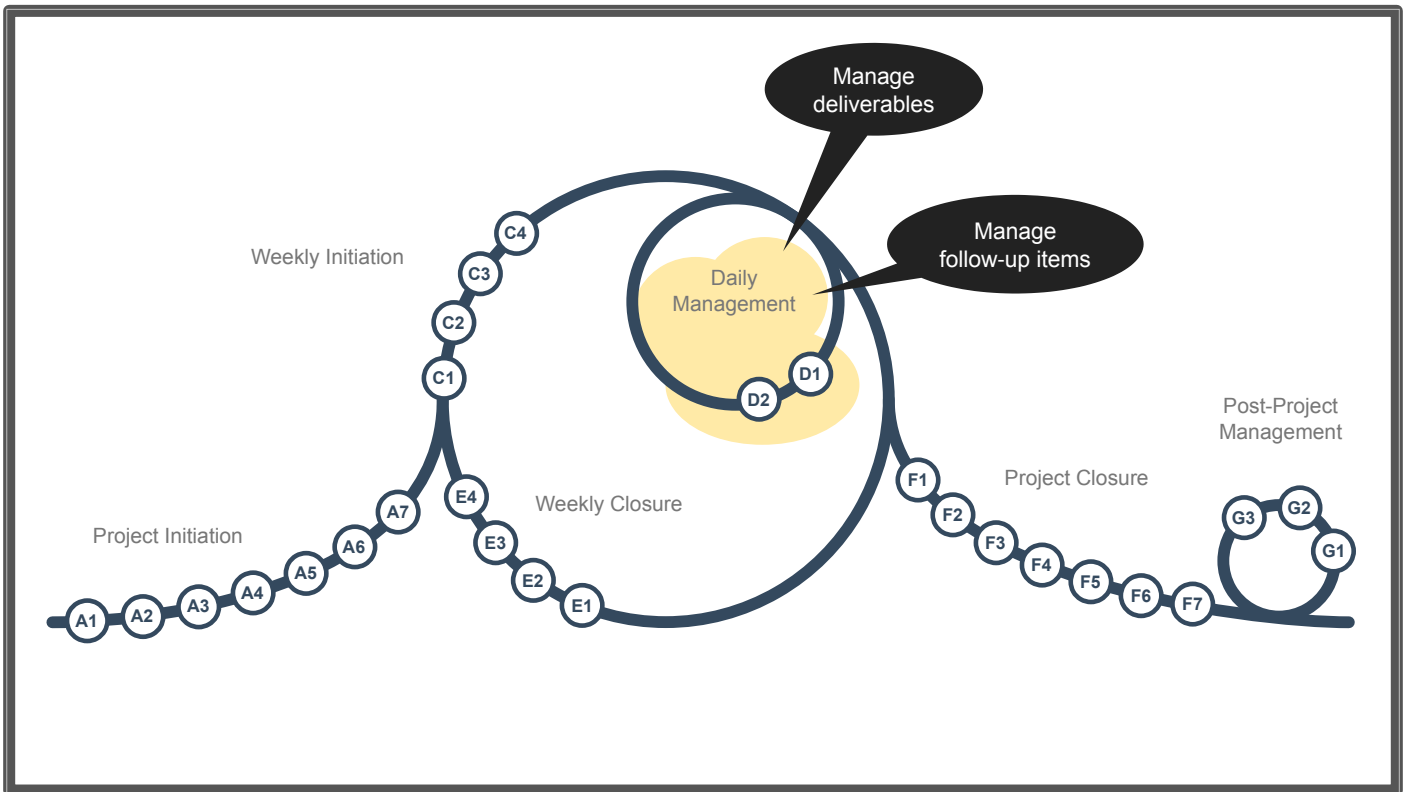 Manage
deliverables
Manage
follow-up items
Weekly Initiation
C4
C3
C2
C1
Daily
Management
D1
D2
Post-Project
Management
Project Closure
Weekly Closure
Project Initiation
A1
A2
A3
A4
A5
A6
A7
E4
E3
E2
E1
F1
F2
F3
F4
F5
F6
F7
G3
G2
G1